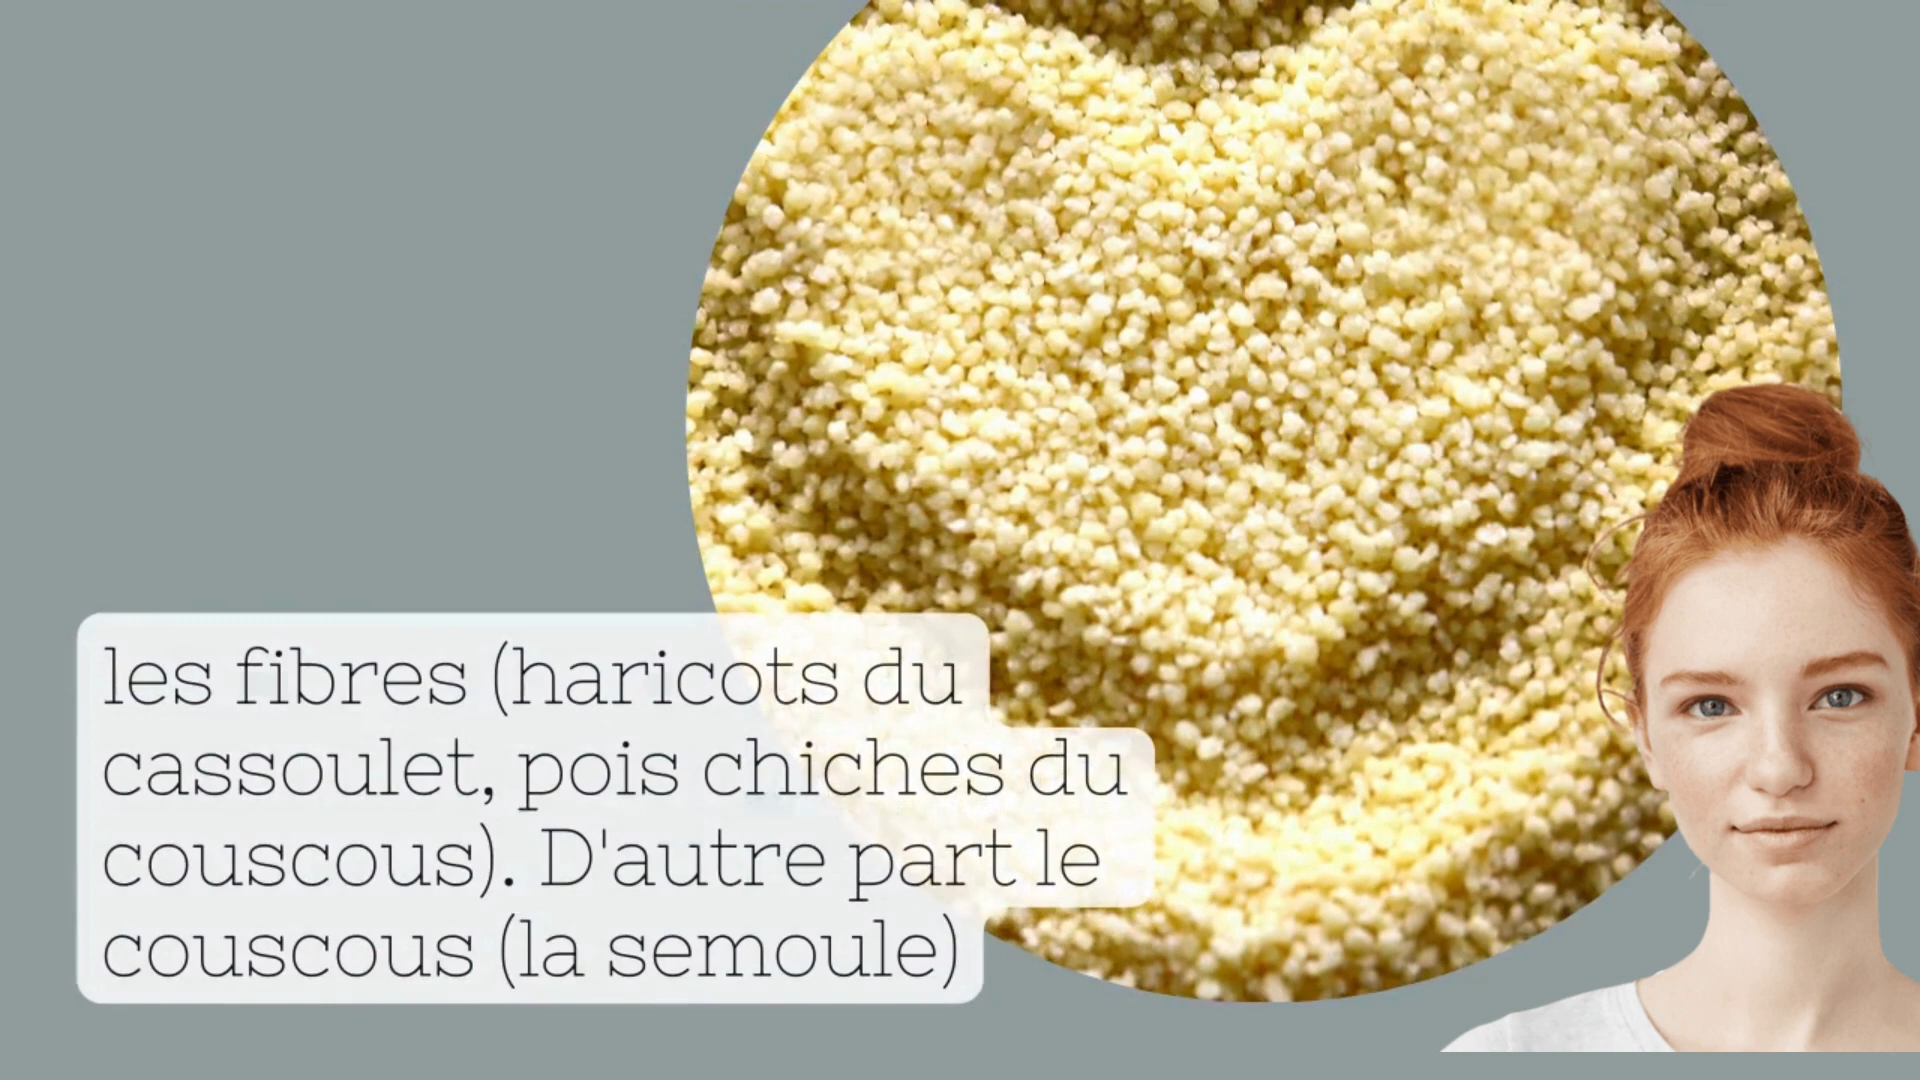 les fibres (haricots du
cassoulet, pois chiches du
couscous). D'autre part le
couscous (la semoule)